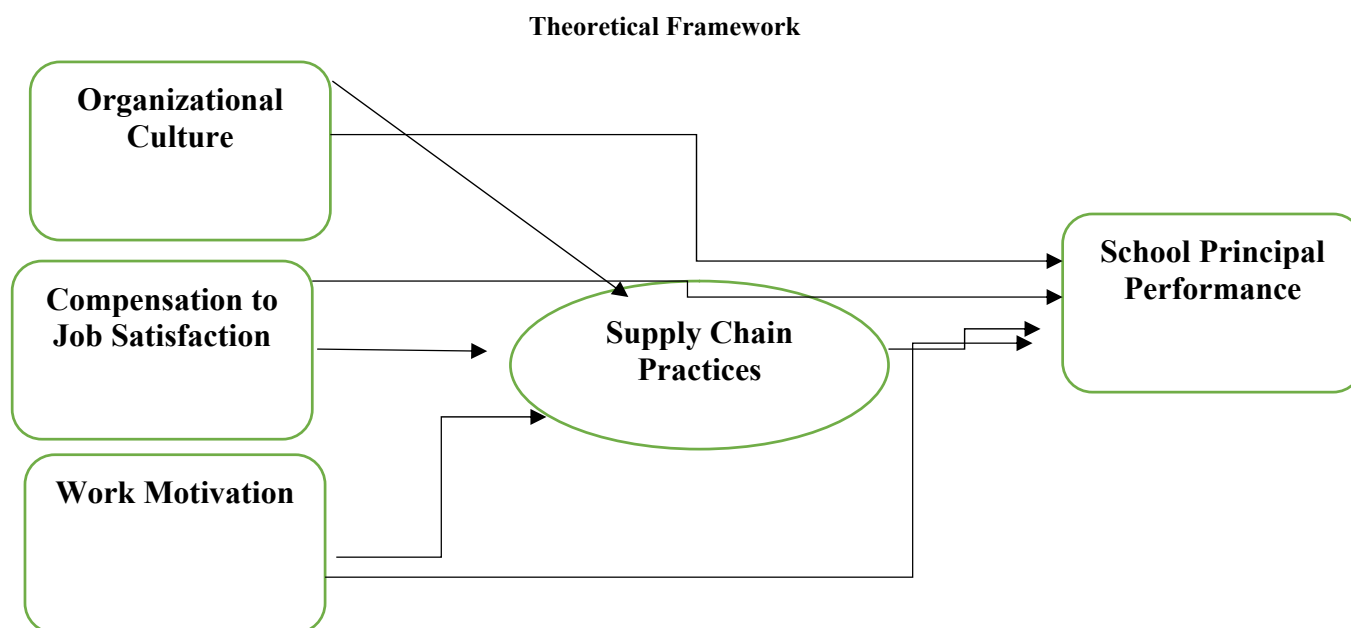 Theoretical Framework
Organizational
Culture
Compensation to
Job Satisfaction
Work Motivation
Supply Chain
Practices
School Principal
Performance